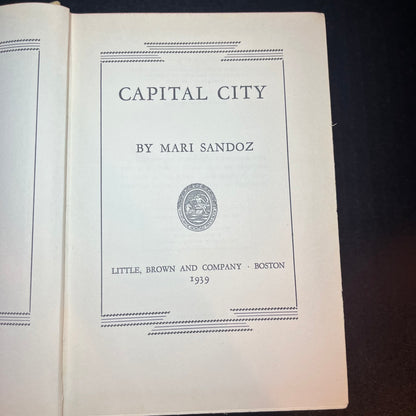 CAPITAL CITY
BY MARI SANDOZ
LITTLE, BROWN AND COMPANY · BOSTON
1939